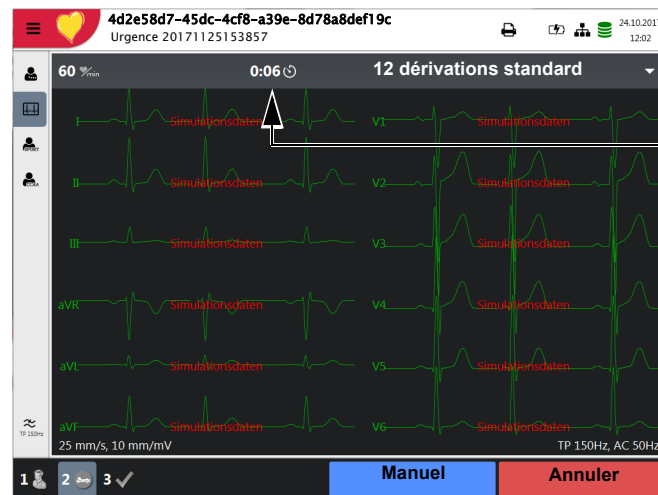 4d2e58d7-45dc-4cf8-a39e-8d78a8def19c
Urgence 20171125153857
24.10.2017
12:02
60 /min
0:06
12 dérivations standard
I Simulationsdaten V1 Simulationsdaten
II Simulationsdaten V2 Simulationsdaten
III Simulationsdaten V3 Simulationsdaten
aVR Simulationsdaten V4 Simulationsdaten
aVL Simulationsdaten V5 Simulationsdaten
aVF Simulationsdaten V6 Simulationsdaten
TP 150Hz
25 mm/s, 10 mm/mV
TP 150Hz, AC 50Hz
1 2 3
Manuel
Annuler